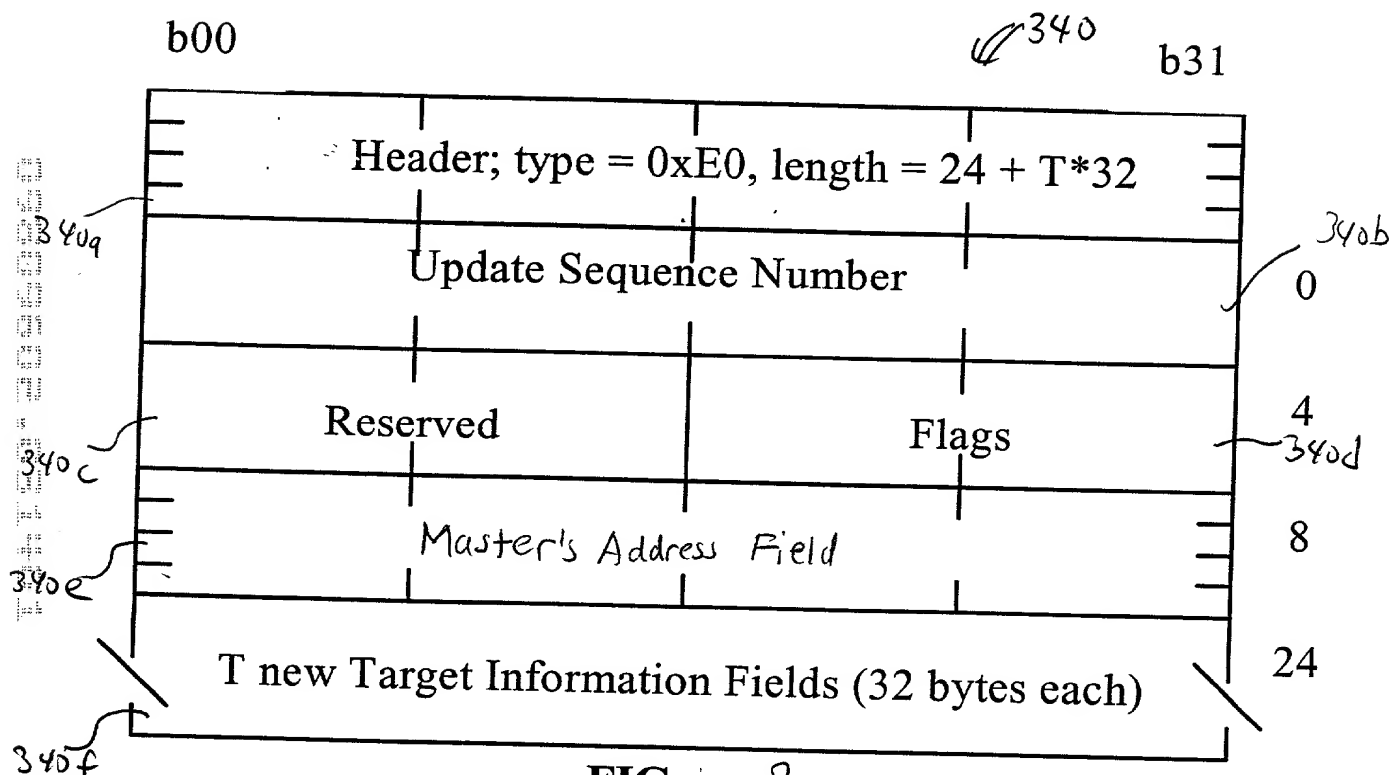 b00
340
b31
Header; type = 0xE0, length = 24 + T*32
340a
340b
Update Sequence Number
0
Reserved
Flags
4
340c
340d
Master's Address Field
8
340e
T new Target Information Fields (32 bytes each)
24
340f